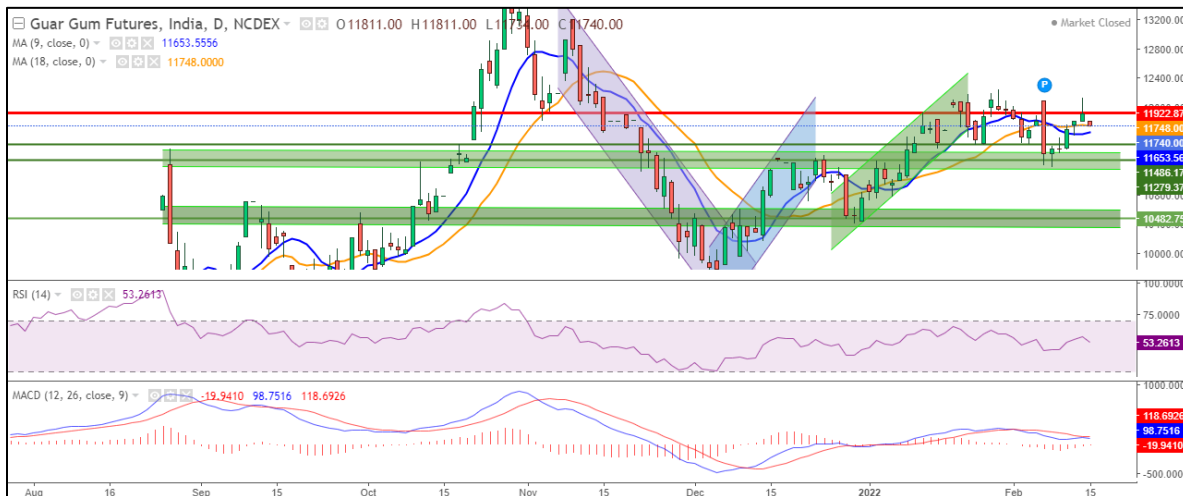 Guar Gum Futures, India, D, NCDEX O11811.00 H11811.00 L11734.00 C11740.00
Market Closed
MA (9, close, 0) 11653.5556
MA (18, close, 0) 11748.0000
P
13200.00
12800.00
12400.00
11922.87
11748.00
11740.00
11653.56
11486.17
11279.37
10482.75
10000.00
RSI (14) 53.2613
100.0000
75.0000
53.2613
MACD (12, 26, close, 9) -19.9410 98.7516 118.6926
1000.00
118.6926
98.7516
-19.9410
-500.00
Aug 16 Sep 15 Oct 15 Nov 15 Dec 15 2022 Feb 15